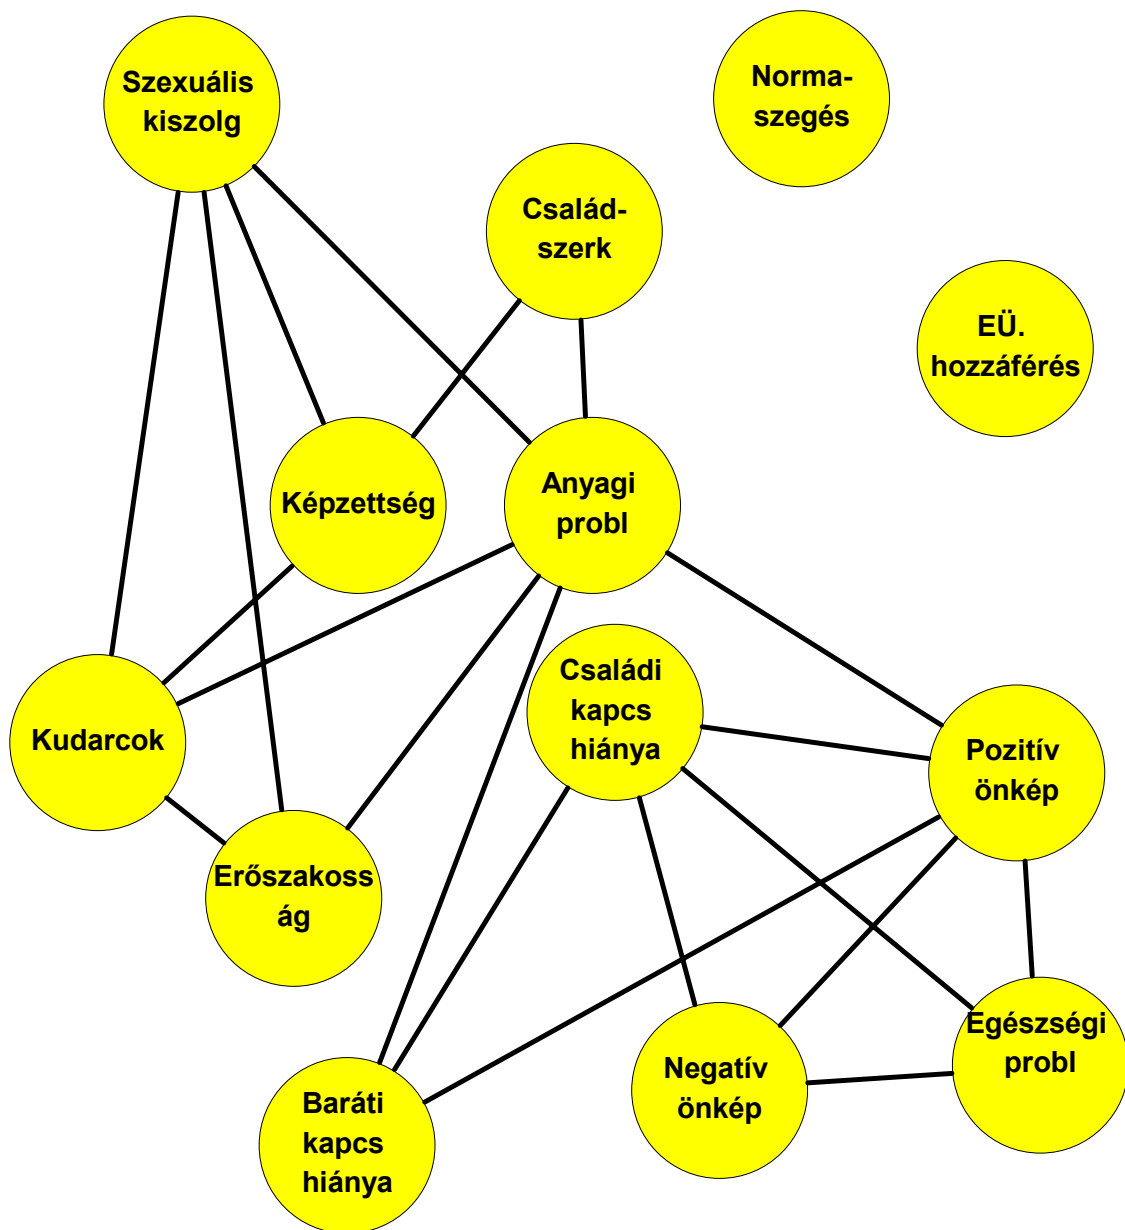 Szexuális
kiszolg
Norma-
szegés
Család-
szerk
EÜ.
hozzáférés
Képzettség
Anyagi
probl
Családi
kapcs
hiánya
Kudarcok
Pozitív
önkép
Erőszakoss
ág
Egészségi
probl
Negatív
önkép
Baráti
kapcs
hiánya